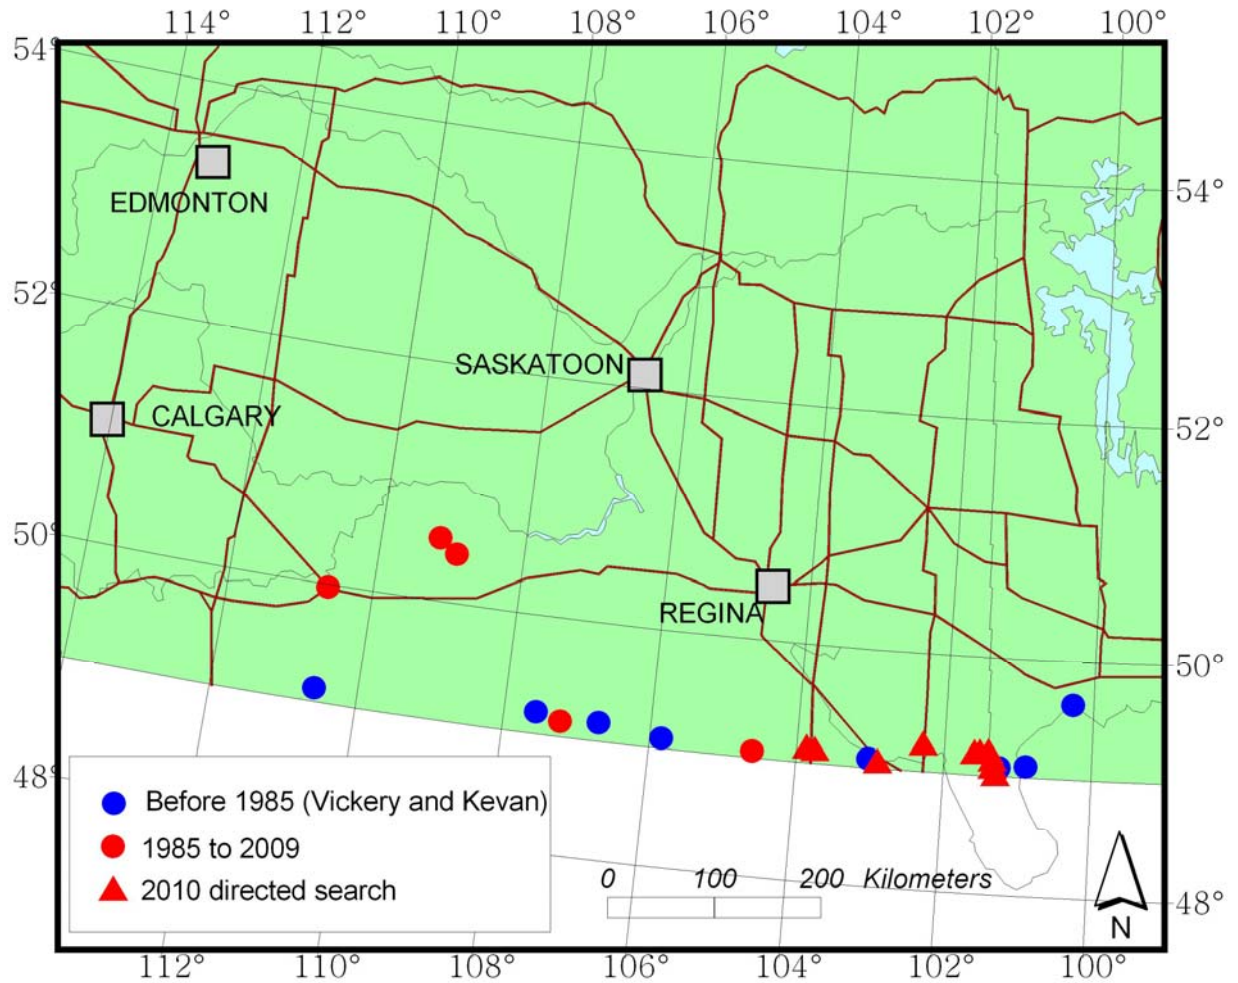 114° 112° 110° 108° 106° 104° 102° 100°
54°
EDMONTON
54°
52°
SASKATOON
CALGARY
52°
50°
REGINA
50°
48°
Before 1985 (Vickery and Kevan)
1985 to 2009
2010 directed search
0 100 200 Kilometers
48°
N
112° 110° 108° 106° 104° 102° 100°